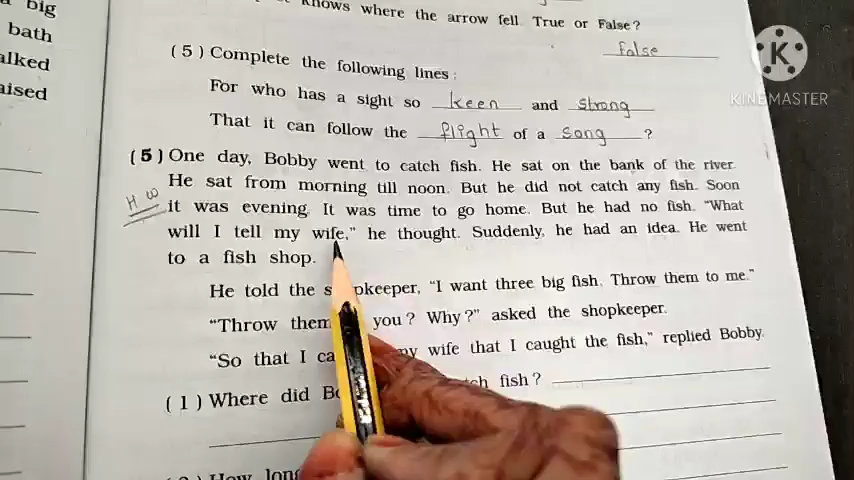 big
bath
alked
aised
knows where the arrow fell. True or False?
False
(5) Complete the following lines :
For who has a sight so keen and strong
That it can follow the flight of a song ?
(5) One day, Bobby went to catch fish. He sat on the bank of the river.
He sat from morning till noon. But he did not catch any fish. Soon
H W
it was evening. It was time to go home. But he had no fish. "What
will I tell my wife," he thought. Suddenly, he had an idea. He went
to a fish shop.
He told the pkeeper, "I want three big fish. Throw them to me."
"Throw them you? Why?" asked the shopkeeper.
"So that I ca my wife that I caught the fish," replied Bobby.
(1) Where did B tch fish?
How long
KINEMASTER